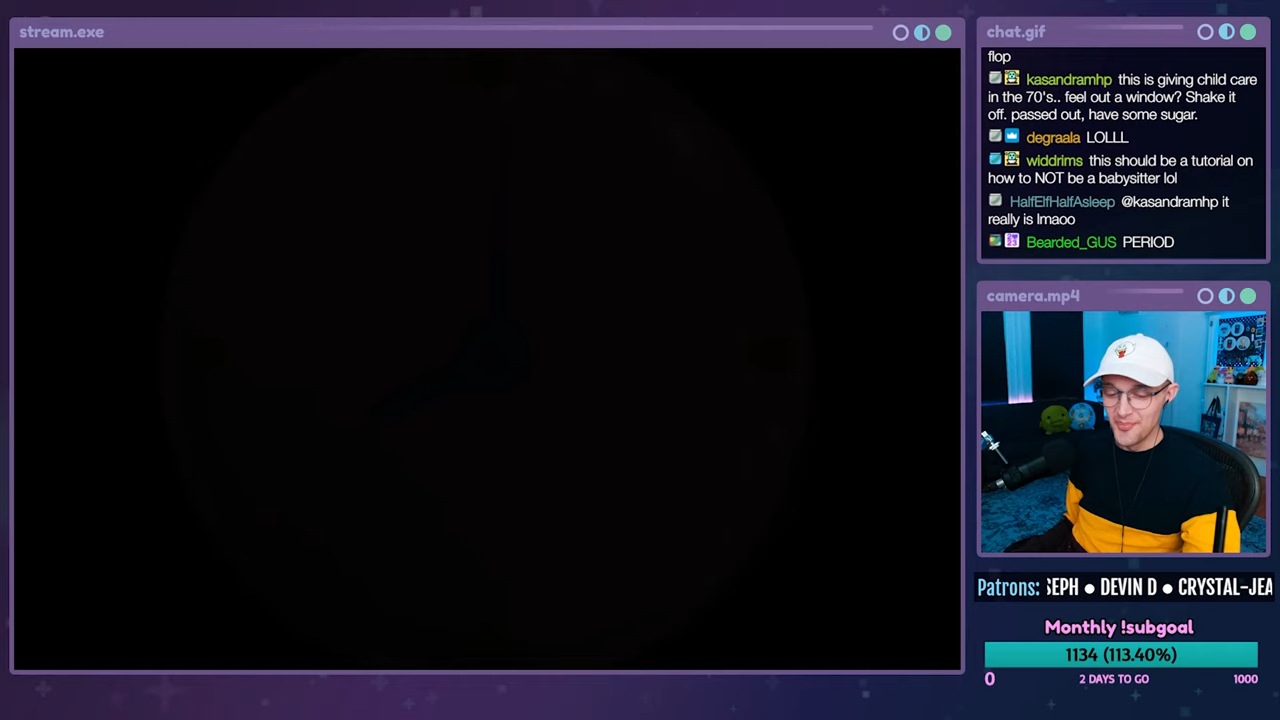 stream.exe
chat.gif
flop
kasandramhp this is giving child care
in the 70's.. feel out a window? Shake it
off. passed out, have some sugar.
degraala LOLLL
widdrims this should be a tutorial on
how to NOT be a babysitter lol
HalfElfHalfAsleep @kasandramhp it
really is lmaoo
Bearded_GUS PERIOD
camera.mp4
Patrons: SEPH ● DEVIN D ● CRYSTAL-JEA
Monthly !subgoal
1134 (113.40%)
0 2 DAYS TO GO 1000